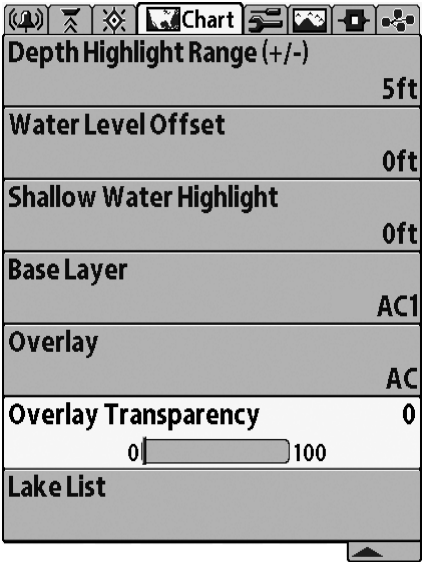 Chart
Depth Highlight Range (+/-)
5ft
Water Level Offset
0ft
Shallow Water Highlight
0ft
Base Layer
AC1
Overlay
AC
Overlay Transparency 0
0 100
Lake List